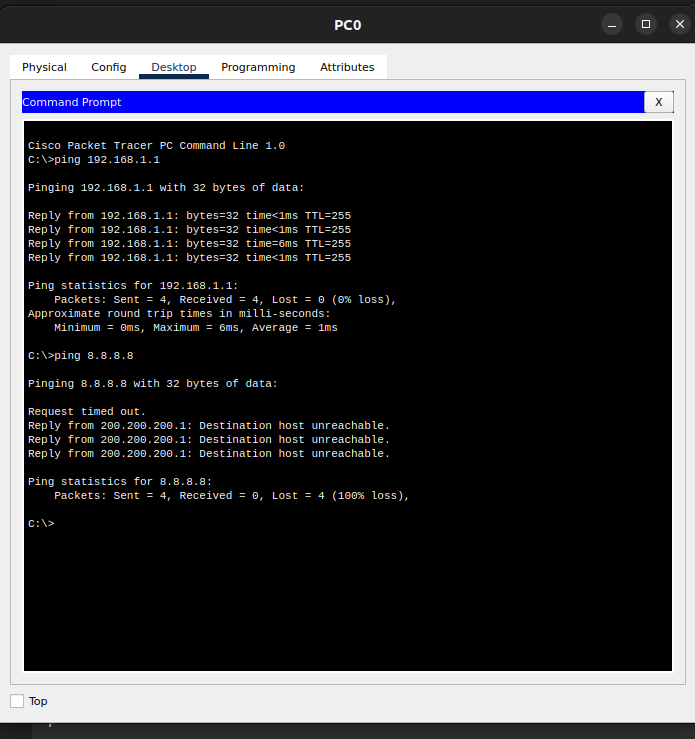 PC0
Physical Config Desktop Programming Attributes
Command Prompt X
Cisco Packet Tracer PC Command Line 1.0
C:\>ping 192.168.1.1
Pinging 192.168.1.1 with 32 bytes of data:
Reply from 192.168.1.1: bytes=32 time<1ms TTL=255
Reply from 192.168.1.1: bytes=32 time<1ms TTL=255
Reply from 192.168.1.1: bytes=32 time=6ms TTL=255
Reply from 192.168.1.1: bytes=32 time<1ms TTL=255
Ping statistics for 192.168.1.1:
    Packets: Sent = 4, Received = 4, Lost = 0 (0% loss),
Approximate round trip times in milli-seconds:
    Minimum = 0ms, Maximum = 6ms, Average = 1ms
C:\>ping 8.8.8.8
Pinging 8.8.8.8 with 32 bytes of data:
Request timed out.
Reply from 200.200.200.1: Destination host unreachable.
Reply from 200.200.200.1: Destination host unreachable.
Reply from 200.200.200.1: Destination host unreachable.
Ping statistics for 8.8.8.8:
    Packets: Sent = 4, Received = 0, Lost = 4 (100% loss),
C:\>
Top